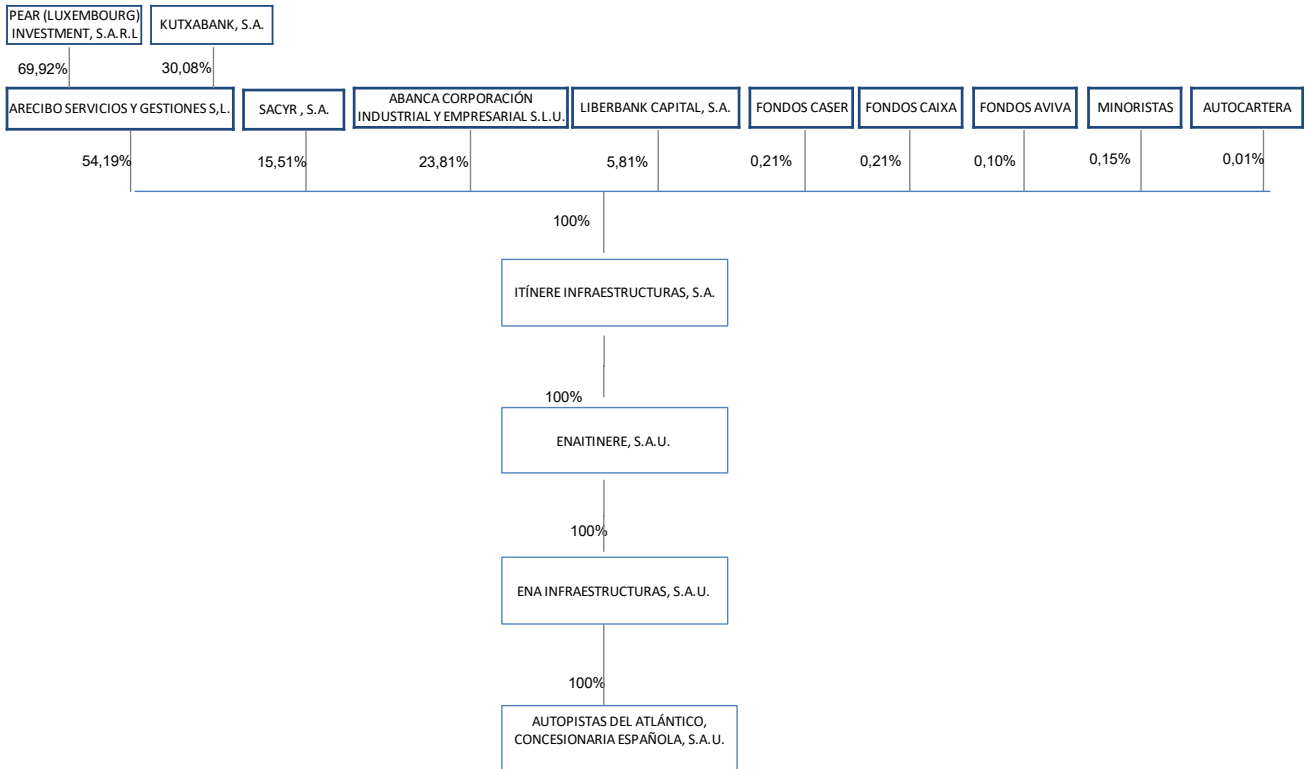 PEAR (LUXEMBOURG)
INVESTMENT, S.A.R.L
KUTXABANK, S.A.
69,92%
30,08%
ARECIBO SERVICIOS Y GESTIONES S,L.
SACYR , S.A.
ABANCA CORPORACIÓN
INDUSTRIAL Y EMPRESARIAL S.L.U.
LIBERBANK CAPITAL, S.A.
FONDOS CASER
FONDOS CAIXA
FONDOS AVIVA
MINORISTAS
AUTOCARTERA
54,19%
15,51%
23,81%
5,81%
0,21%
0,21%
0,10%
0,15%
0,01%
100%
ITÍNERE INFRAESTRUCTURAS, S.A.
100%
ENAITINERE, S.A.U.
100%
ENA INFRAESTRUCTURAS, S.A.U.
100%
AUTOPISTAS DEL ATLÁNTICO,
CONCESIONARIA ESPAÑOLA, S.A.U.